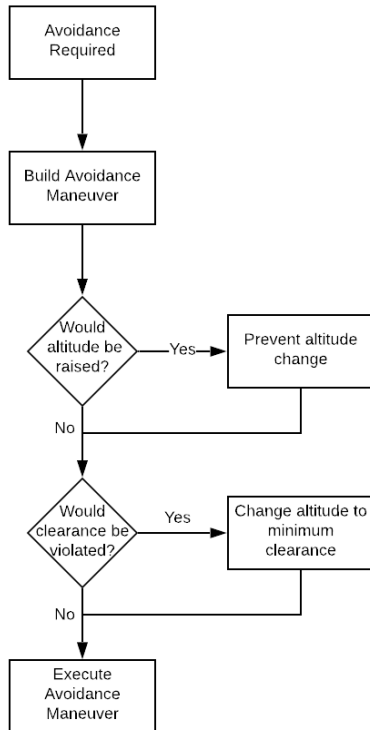 Avoidance
Required
Build Avoidance
Maneuver
Would
altitude be
raised?
Yes
Prevent altitude
change
No
Would
clearance be
violated?
Yes
Change altitude to
minimum
clearance
No
Execute
Avoidance
Maneuver